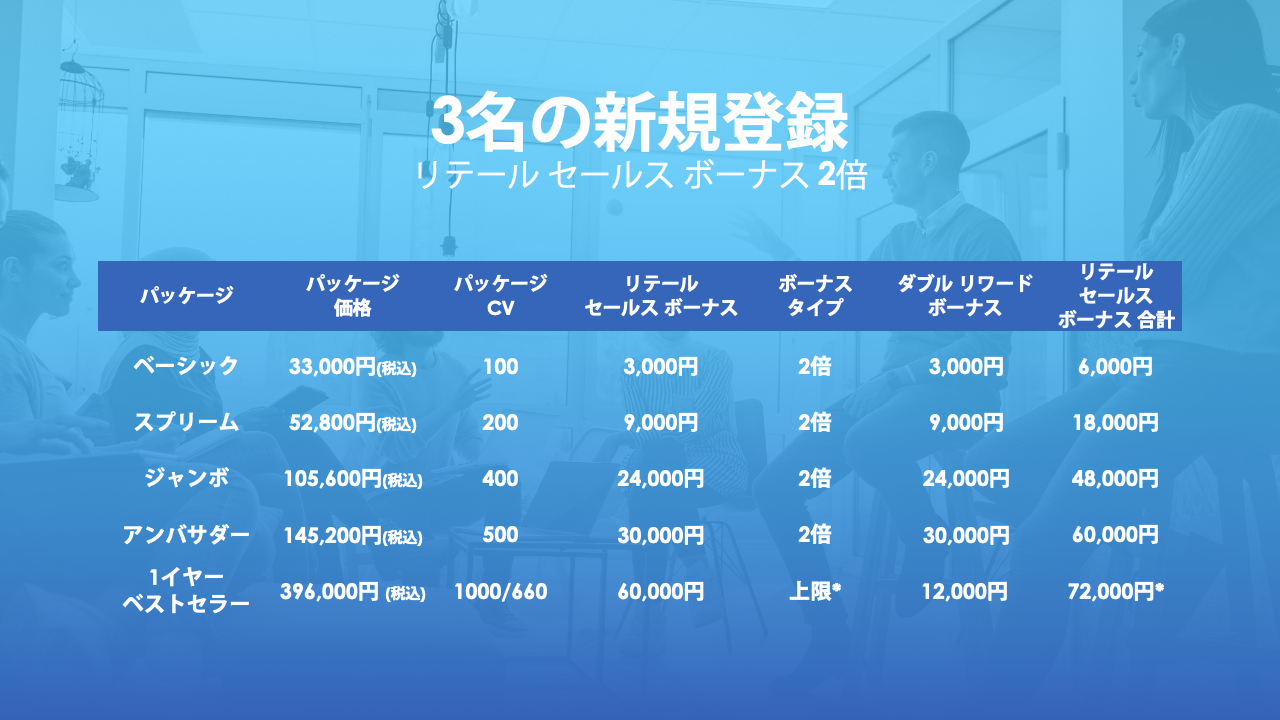 3名の新規登録
リテール セールス ボーナス 2倍
パッケージ
パッケージ
価格
パッケージ
CV
リテール
セールス ボーナス
ボーナス
タイプ
ダブル リワード
ボーナス
リテール
セールス
ボーナス 合計
ベーシック 33,000円(税込) 100 3,000円 2倍 3,000円 6,000円
スプリーム 52,800円(税込) 200 9,000円 2倍 9,000円 18,000円
ジャンボ 105,600円(税込) 400 24,000円 2倍 24,000円 48,000円
アンバサダー 145,200円(税込) 500 30,000円 2倍 30,000円 60,000円
1イヤー
ベストセラー
396,000円 (税込) 1000/660 60,000円 上限* 12,000円 72,000円*